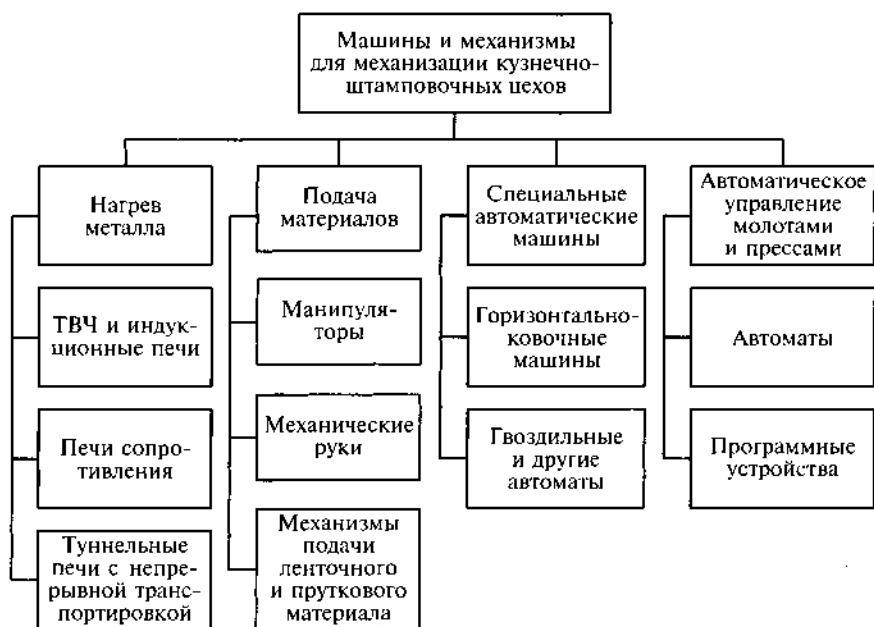 Машины и механизмы
для механизации кузнечно-
штамповочных цехов
Нагрев
металла
ТВЧ и индук-
ционные печи
Печи сопро-
тивления
Туннельные
печи с непре-
рывной транс-
портировкой
Подача
материалов
Манипуля-
торы
Механические
руки
Механизмы
подачи
ленточного
и пруткового
материала
Специальные
автоматические
машины
Горизонтально-
ковочные
машины
Гвоздильные
и другие
автоматы
Автоматическое
управление
молотами
и прессами
Автоматы
Программные
устройства